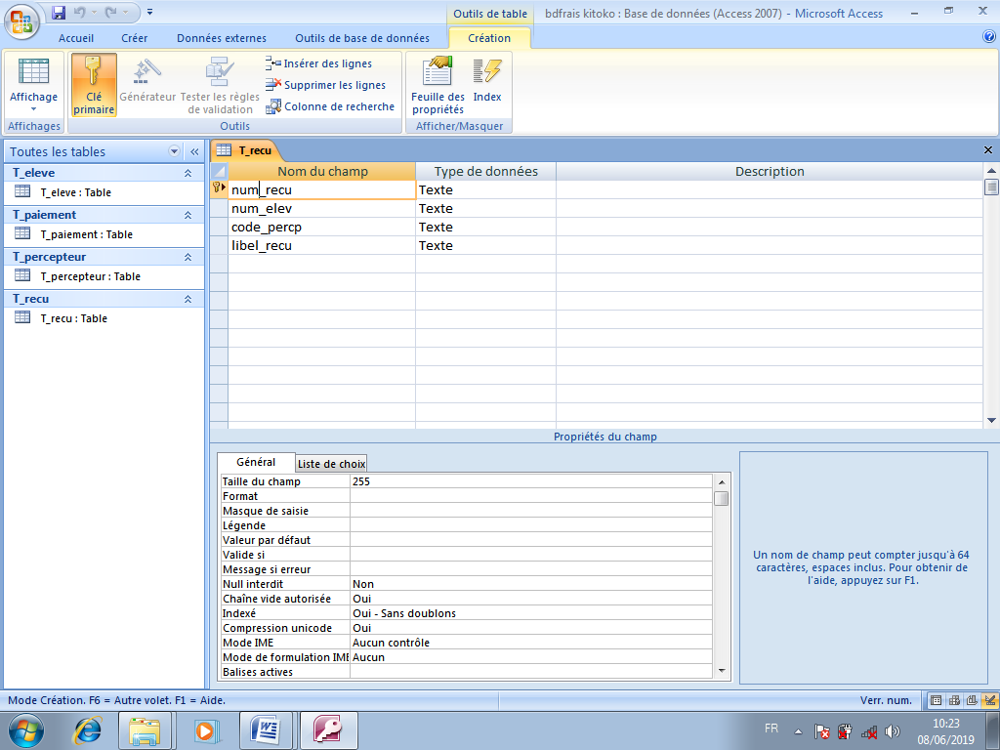 Outils de table
bdfrais kitoko : Base de données (Access 2007) - Microsoft Access
Accueil Créer Données externes Outils de base de données Création
Affichage
Clé primaire
Générateur
Tester les règles de validation
Insérer des lignes
Supprimer les lignes
Colonne de recherche
Feuille des propriétés
Index
Affichages Outils Afficher/Masquer
Toutes les tables
T_eleve
T_eleve : Table
T_paiement
T_paiement : Table
T_percepteur
T_percepteur : Table
T_recu
T_recu : Table
T_recu
Nom du champ Type de données Description
num_recu Texte
num_elev Texte
code_percp Texte
libel_recu Texte
Propriétés du champ
Général Liste de choix
Taille du champ 255
Format
Masque de saisie
Légende
Valeur par défaut
Valide si
Message si erreur
Null interdit Non
Chaîne vide autorisée Oui
Indexé Oui - Sans doublons
Compression unicode Oui
Mode IME Aucun contrôle
Mode de formulation IME Aucun
Balises actives
Un nom de champ peut compter jusqu'à 64
caractères, espaces inclus. Pour obtenir de
l'aide, appuyez sur F1.
Mode Création. F6 = Autre volet. F1 = Aide. Verr. num.
FR 10:23
08/06/2019